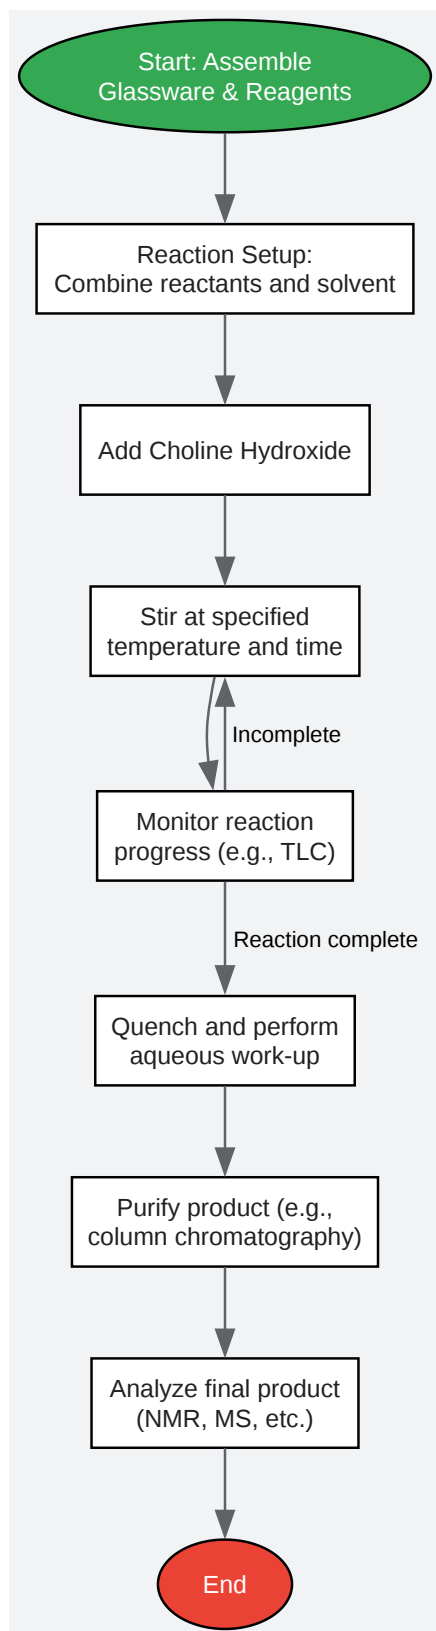 Start: Assemble
Glassware & Reagents
Reaction Setup:
Combine reactants and solvent
Add Choline Hydroxide
Stir at specified
temperature and time
Incomplete
Monitor reaction
progress (e.g., TLC)
Reaction complete
Quench and perform
aqueous work-up
Purify product (e.g.,
column chromatography)
Analyze final product
(NMR, MS, etc.)
End